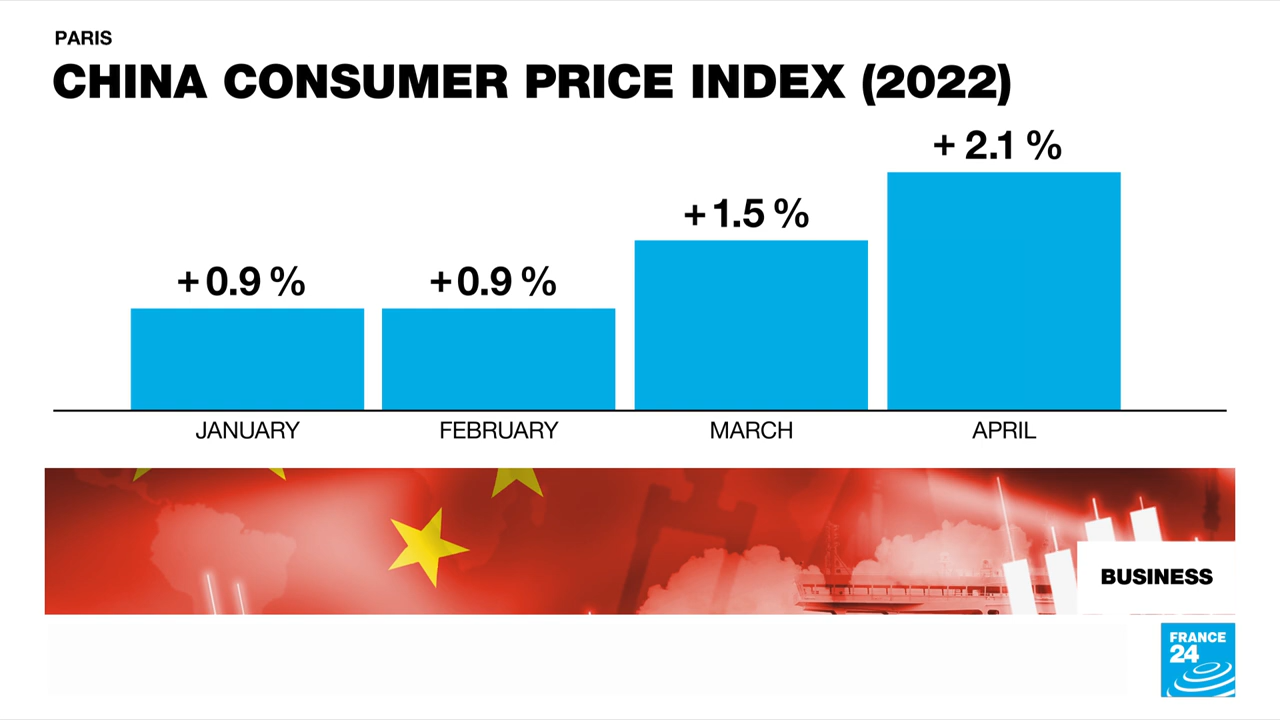 PARIS
CHINA CONSUMER PRICE INDEX (2022)
+ 2.1 %
+ 1.5 %
+ 0.9 %
+ 0.9 %
JANUARY
FEBRUARY
MARCH
APRIL
BUSINESS
FRANCE
24